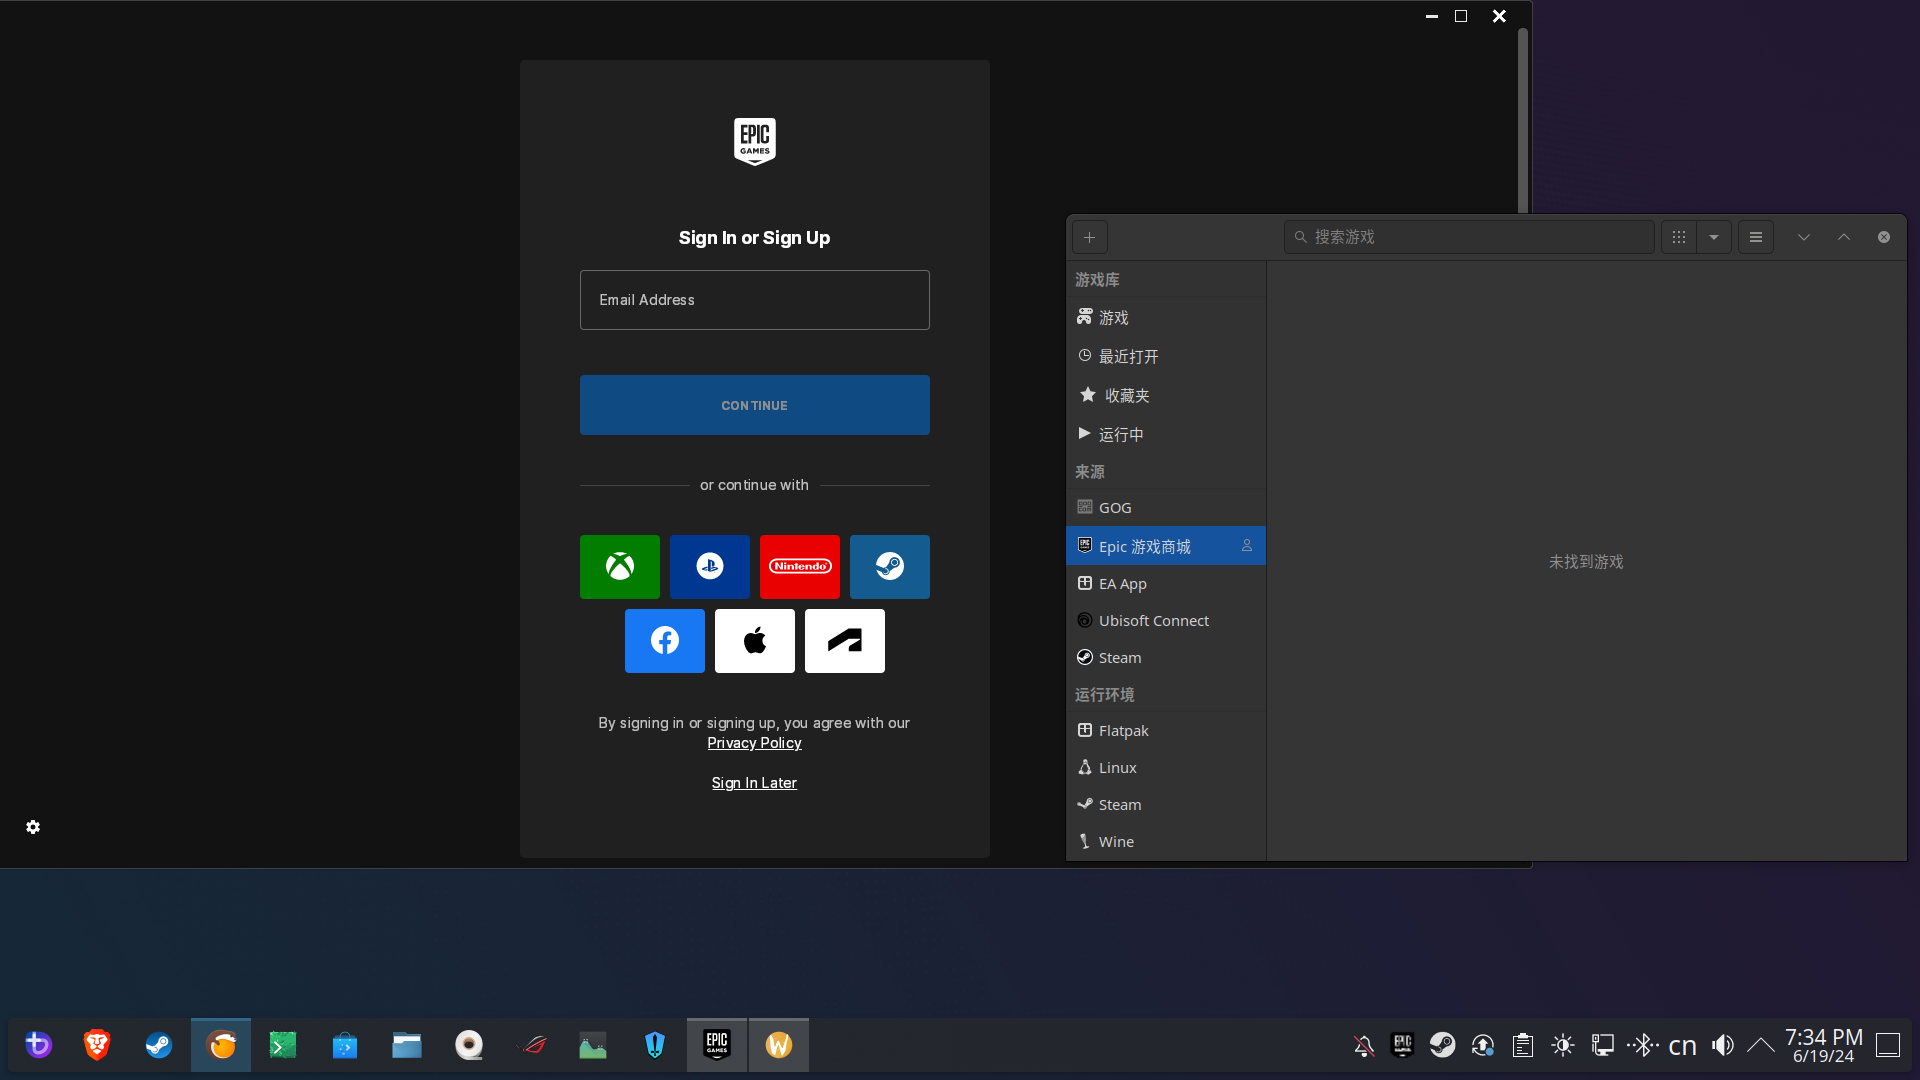 EPIC
GAMES
Sign In or Sign Up
Email Address
CONTINUE
or continue with
Nintendo
By signing in or signing up, you agree with our
Privacy Policy
Sign In Later
搜索游戏
游戏库
游戏
最近打开
收藏夹
运行中
来源
GOG
Epic 游戏商城
EA App
Ubisoft Connect
Steam
运行环境
Flatpak
Linux
Steam
Wine
未找到游戏
EPIC
GAMES
W
EPIC
GAMES
cn
7:34 PM
6/19/24